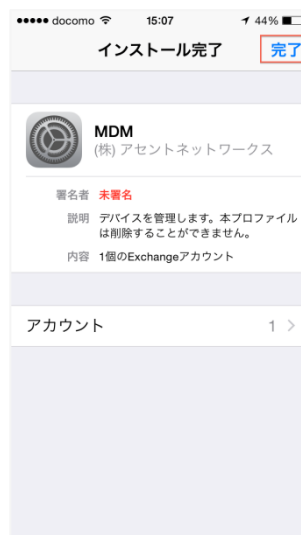 docomo 15:07 44%
インストール完了 完了
MDM
(株) アセントネットワークス
署名者 未署名
説明 デバイスを管理します。本プロファイル
は削除することができません。
内容 1個のExchangeアカウント
アカウント 1